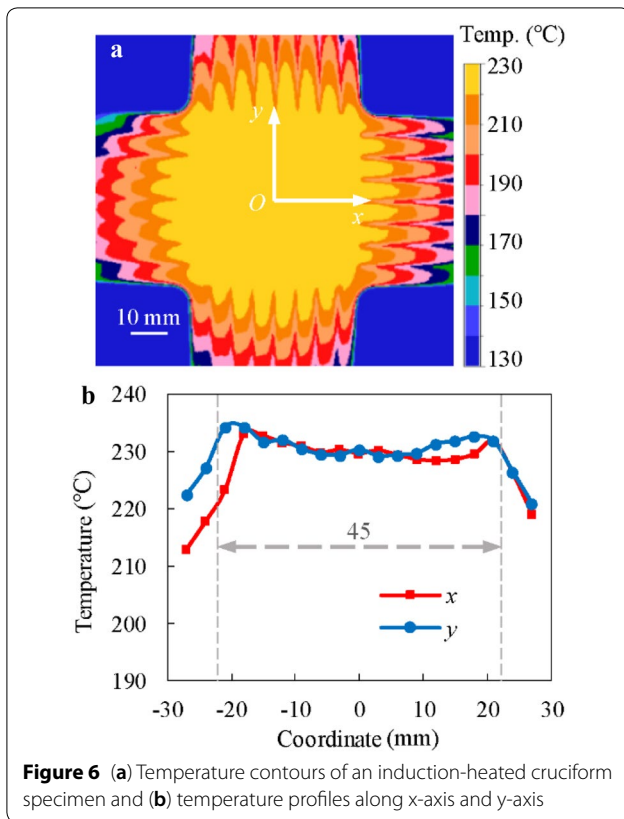 a
Temp. (°C)
230
210
190
170
150
130
y
O
x
10 mm
b
240
230
220
210
200
190
Temperature (°C)
45
x
y
-30 -20 -10 0 10 20 30
Coordinate (mm)
Figure 6 (a) Temperature contours of an induction-heated cruciform
specimen and (b) temperature profiles along x-axis and y-axis